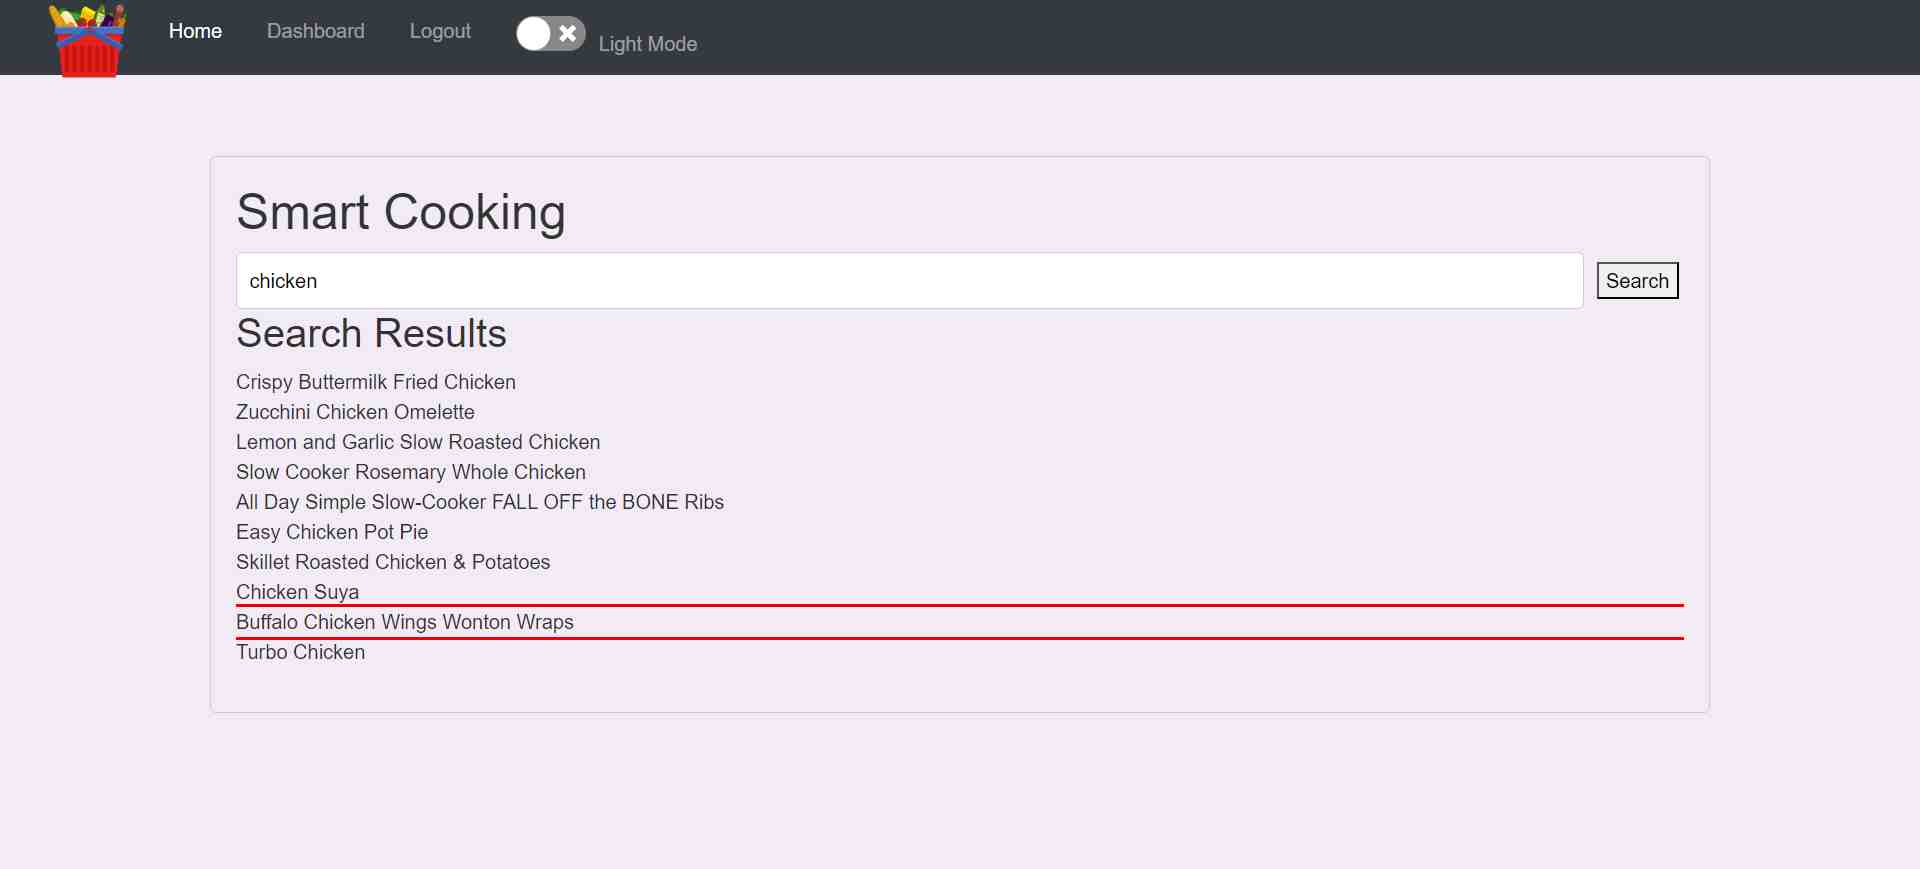 Home Dashboard Logout Light Mode
Smart Cooking
chicken Search
Search Results
Crispy Buttermilk Fried Chicken
Zucchini Chicken Omelette
Lemon and Garlic Slow Roasted Chicken
Slow Cooker Rosemary Whole Chicken
All Day Simple Slow-Cooker FALL OFF the BONE Ribs
Easy Chicken Pot Pie
Skillet Roasted Chicken & Potatoes
Chicken Suya
Buffalo Chicken Wings Wonton Wraps
Turbo Chicken